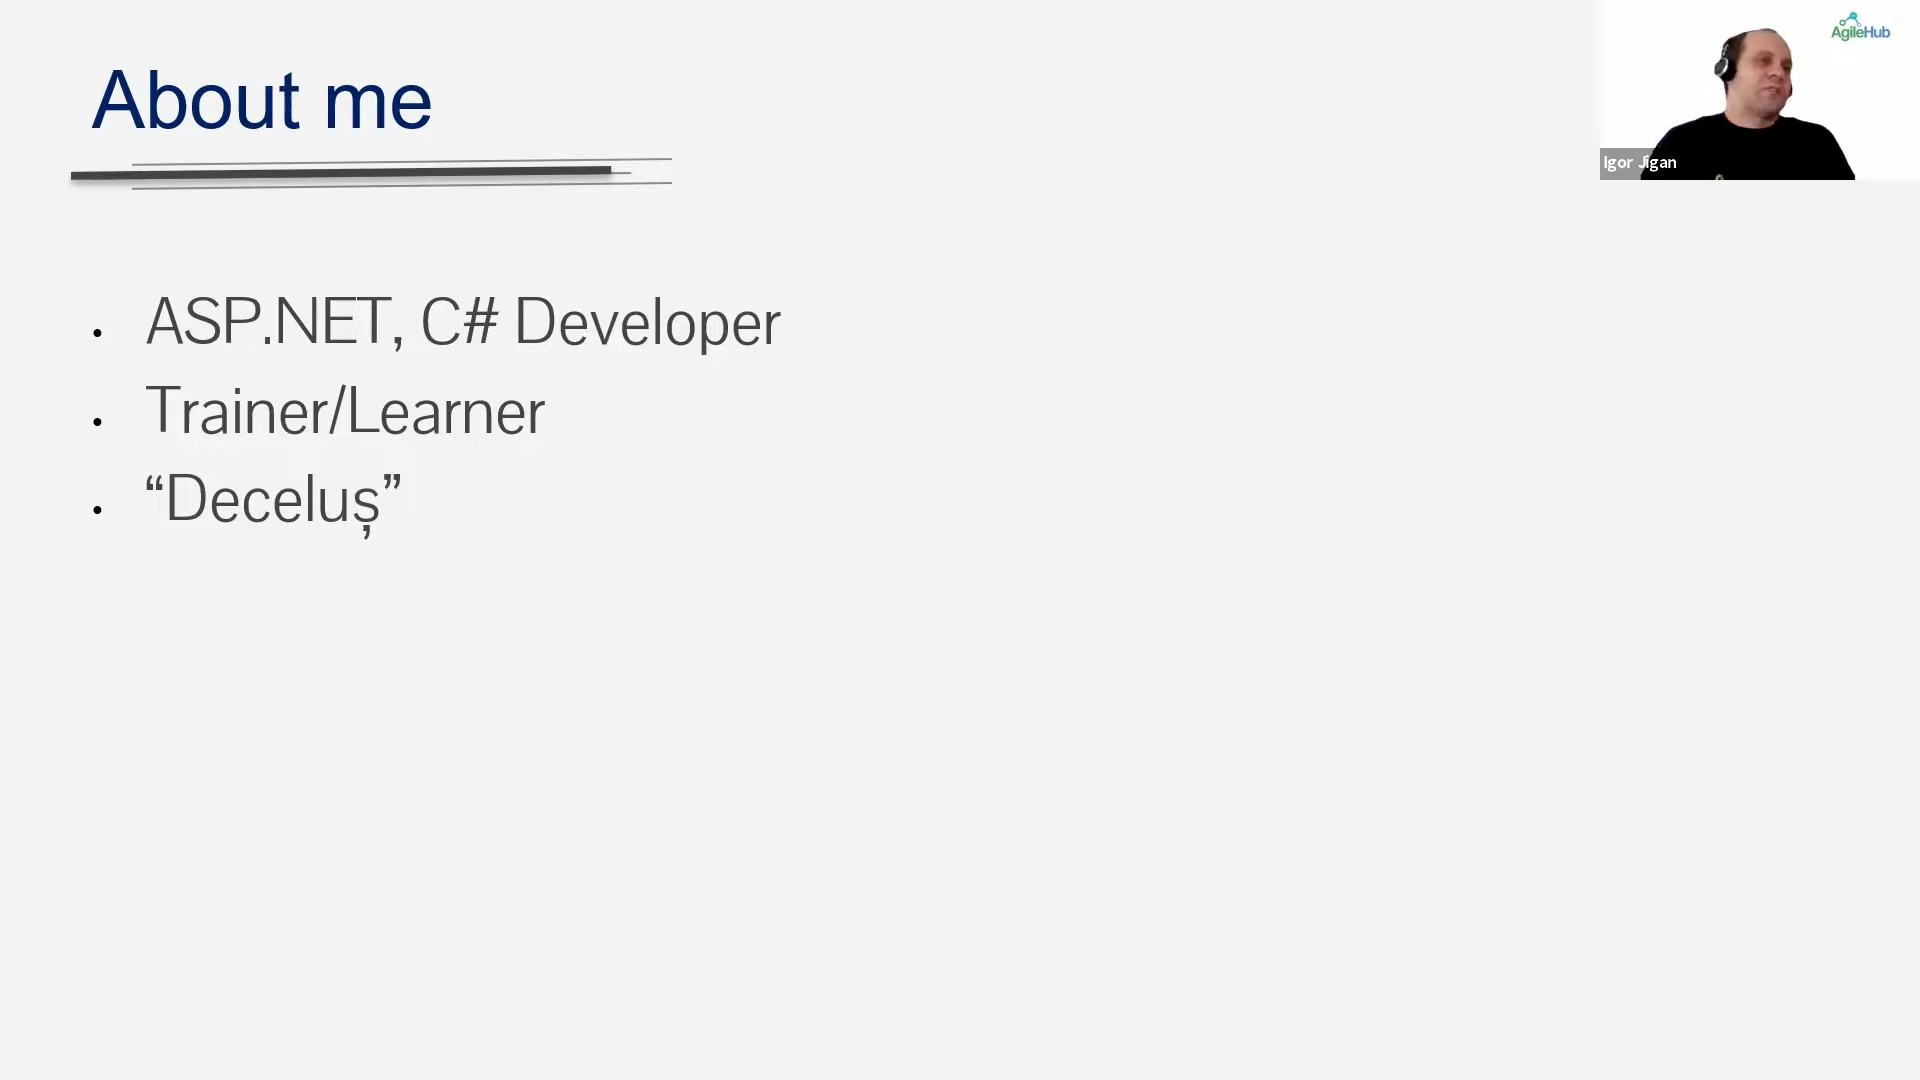 About me
AgileHub
Igor Jigan
• ASP.NET, C# Developer
• Trainer/Learner
• “Deceluș”